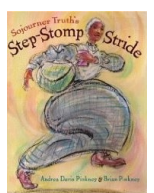 Sojourner Truth's
Step-Stomp
Stride
Andrea Davis Pinkney & Brian Pinkney